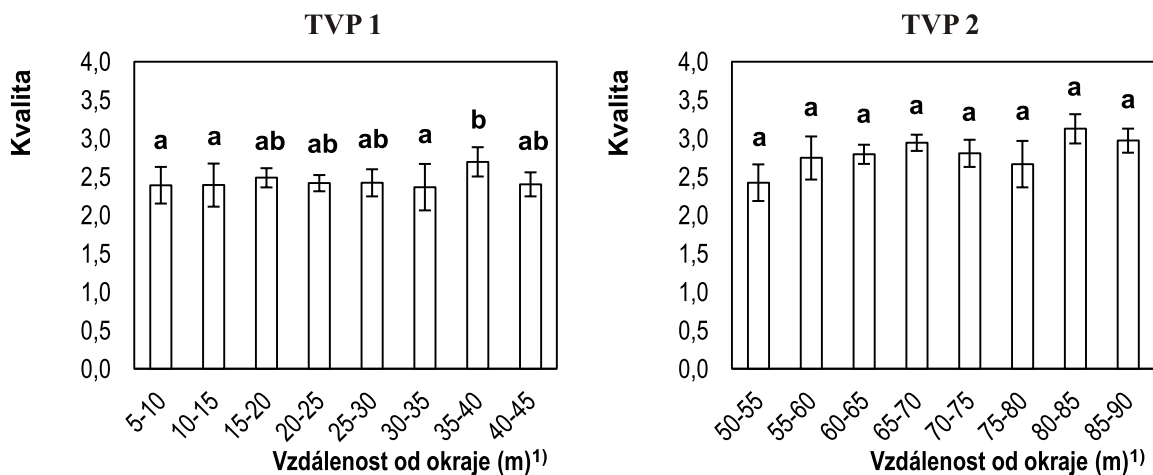 TVP 1
Kvalita
4,0
3,5
3,0
2,5
2,0
1,5
1,0
0,5
0,0
a a ab ab ab a b ab
5-10 10-15 15-20 20-25 25-30 30-35 35-40 40-45
Vzdálenost od okraje (m)1)
TVP 2
Kvalita
4,0
3,5
3,0
2,5
2,0
1,5
1,0
0,5
0,0
a a a a a a a a
50-55 55-60 60-65 65-70 70-75 75-80 80-85 85-90
Vzdálenost od okraje (m)1)